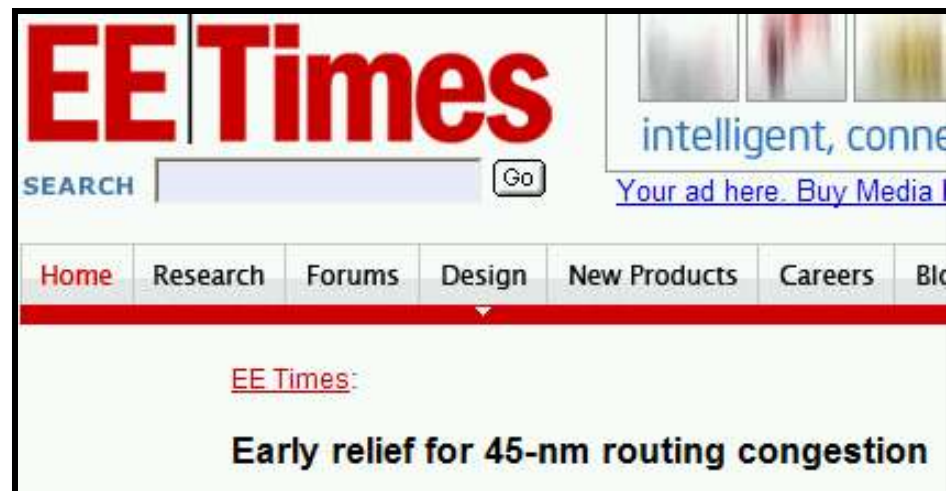 EE Times
intelligent, conne
SEARCH Go
Your ad here. Buy Media
Home Research Forums Design New Products Careers Blo
EE Times:
Early relief for 45-nm routing congestion